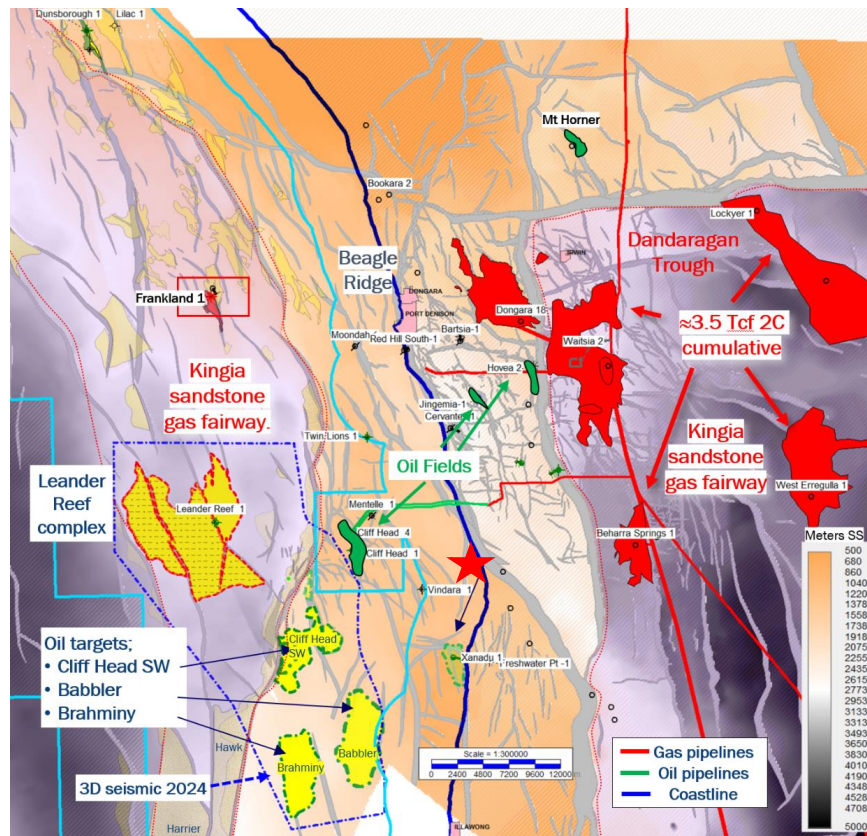 Dunsborough 1
Lilac 1
Mt Horner
Bookara 2
Lockyer 1
Dandaragan
Trough
Beagle
Ridge
IRWIN
DONGARA
PORT DENISON
Frankland 1
Dongara 18
≈3.5 Tcf 2C
cumulative
Bartsia-1
Waitsia 2
Moondah
Red Hill South-1
Kingia
sandstone
gas fairway.
Hovea 2
Jingemia-1
Cervantes-1
Kingia
sandstone
gas fairway
Twin Lions 1
Oil Fields
Leander
Reef
complex
West Erregulla 1
Mentelle 1
Leander Reef 1
Cliff Head 4
Cliff Head 1
Beharra Springs 1
Meters SS
500
680
860
1040
1220
1378
1515
1653
1790
1928
2075
2255
2435
2615
2773
2953
3133
3313
3493
3653
3833
4010
4190
4348
4528
4708
5000
Vindara 1
Oil targets;
• Cliff Head SW
• Babbler
• Brahminy
Cliff Head
SW
Xanadu 1
Freshwater Pt -1
Babbler
Hawk
Brahminy
Scale = 1:300000
0 2400 4800 7200 9600 12000m
Gas pipelines
Oil pipelines
Coastline
3D seismic 2024
Harrier
ILLAWONG